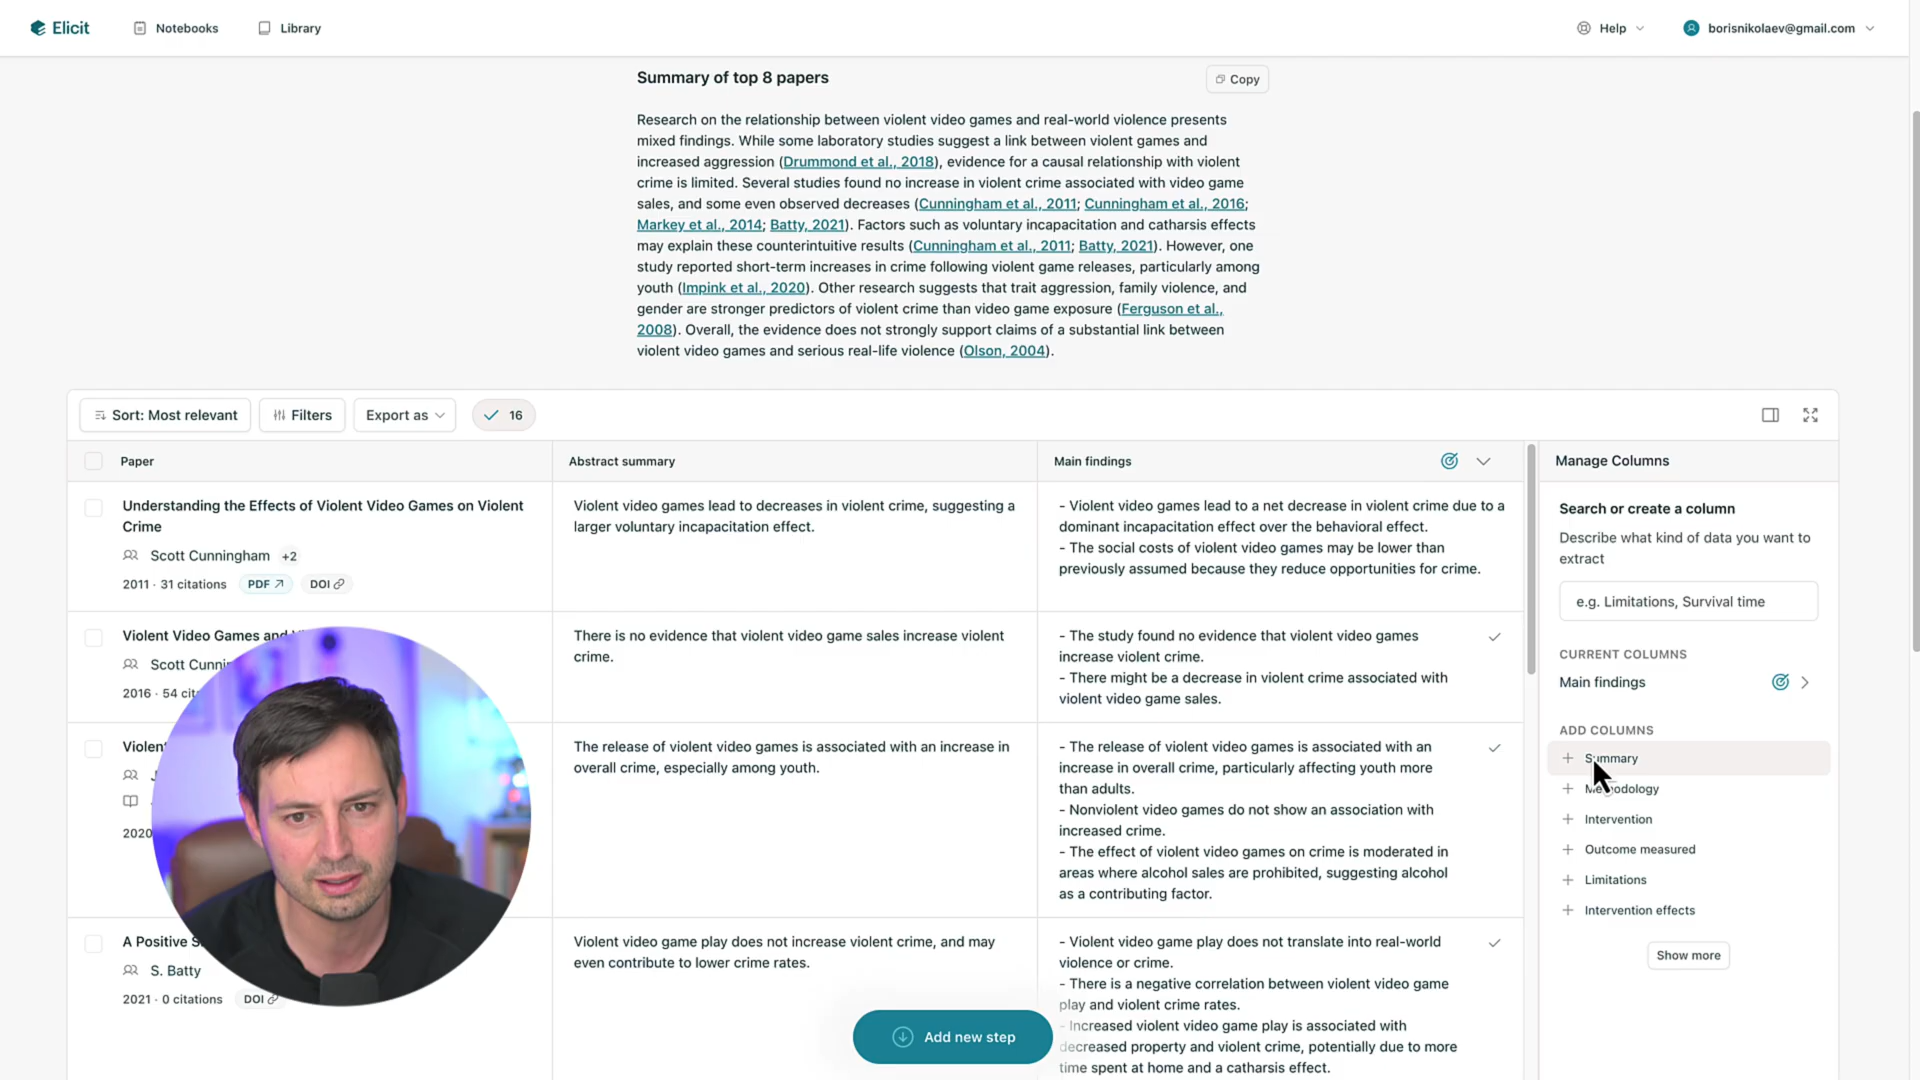 Elicit
Notebooks
Library
Help
borisnikolaev@gmail.com
Summary of top 8 papers
Copy
Research on the relationship between violent video games and real-world violence presents
mixed findings. While some laboratory studies suggest a link between violent games and
increased aggression (Drummond et al., 2018), evidence for a causal relationship with violent
crime is limited. Several studies found no increase in violent crime associated with video game
sales, and some even observed decreases (Cunningham et al., 2011; Cunningham et al., 2016;
Markey et al., 2014; Batty, 2021). Factors such as voluntary incapacitation and catharsis effects
may explain these counterintuitive results (Cunningham et al., 2011; Batty, 2021). However, one
study reported short-term increases in crime following violent game releases, particularly among
youth (Impink et al., 2020). Other research suggests that trait aggression, family violence, and
gender are stronger predictors of violent crime than video game exposure (Ferguson et al.,
2008). Overall, the evidence does not strongly support claims of a substantial link between
violent video games and serious real-life violence (Olson, 2004).
Sort: Most relevant
Filters
Export as
16
Paper
Abstract summary
Main findings
Understanding the Effects of Violent Video Games on Violent
Crime
Scott Cunningham +2
2011 · 31 citations PDF DOI
Violent video games lead to decreases in violent crime, suggesting a
larger voluntary incapacitation effect.
- Violent video games lead to a net decrease in violent crime due to a
dominant incapacitation effect over the behavioral effect.
- The social costs of violent video games may be lower than
previously assumed because they reduce opportunities for crime.
Violent Video Games and
Scott
2016 · 54
There is no evidence that violent video game sales increase violent
crime.
- The study found no evidence that violent video games
increase violent crime.
- There might be a decrease in violent crime associated with
violent video game sales.
Violent
2020
The release of violent video games is associated with an increase in
overall crime, especially among youth.
- The release of violent video games is associated with an
increase in overall crime, particularly affecting youth more
than adults.
- Nonviolent video games do not show an association with
increased crime.
- The effect of violent video games on crime is moderated in
areas where alcohol sales are prohibited, suggesting alcohol
as a contributing factor.
A Positive
S. Batty
2021 · 0 citations DOI
Violent video game play does not increase violent crime, and may
even contribute to lower crime rates.
- Violent video game play does not translate into real-world
violence or crime.
- There is a negative correlation between violent video game
play and violent crime rates.
- Increased violent video game play is associated with
decreased property and violent crime, potentially due to more
time spent at home and a catharsis effect.
Add new step
Manage Columns
Search or create a column
Describe what kind of data you want to
extract
e.g. Limitations, Survival time
CURRENT COLUMNS
Main findings
ADD COLUMNS
Summary
Methodology
Intervention
Outcome measured
Limitations
Intervention effects
Show more